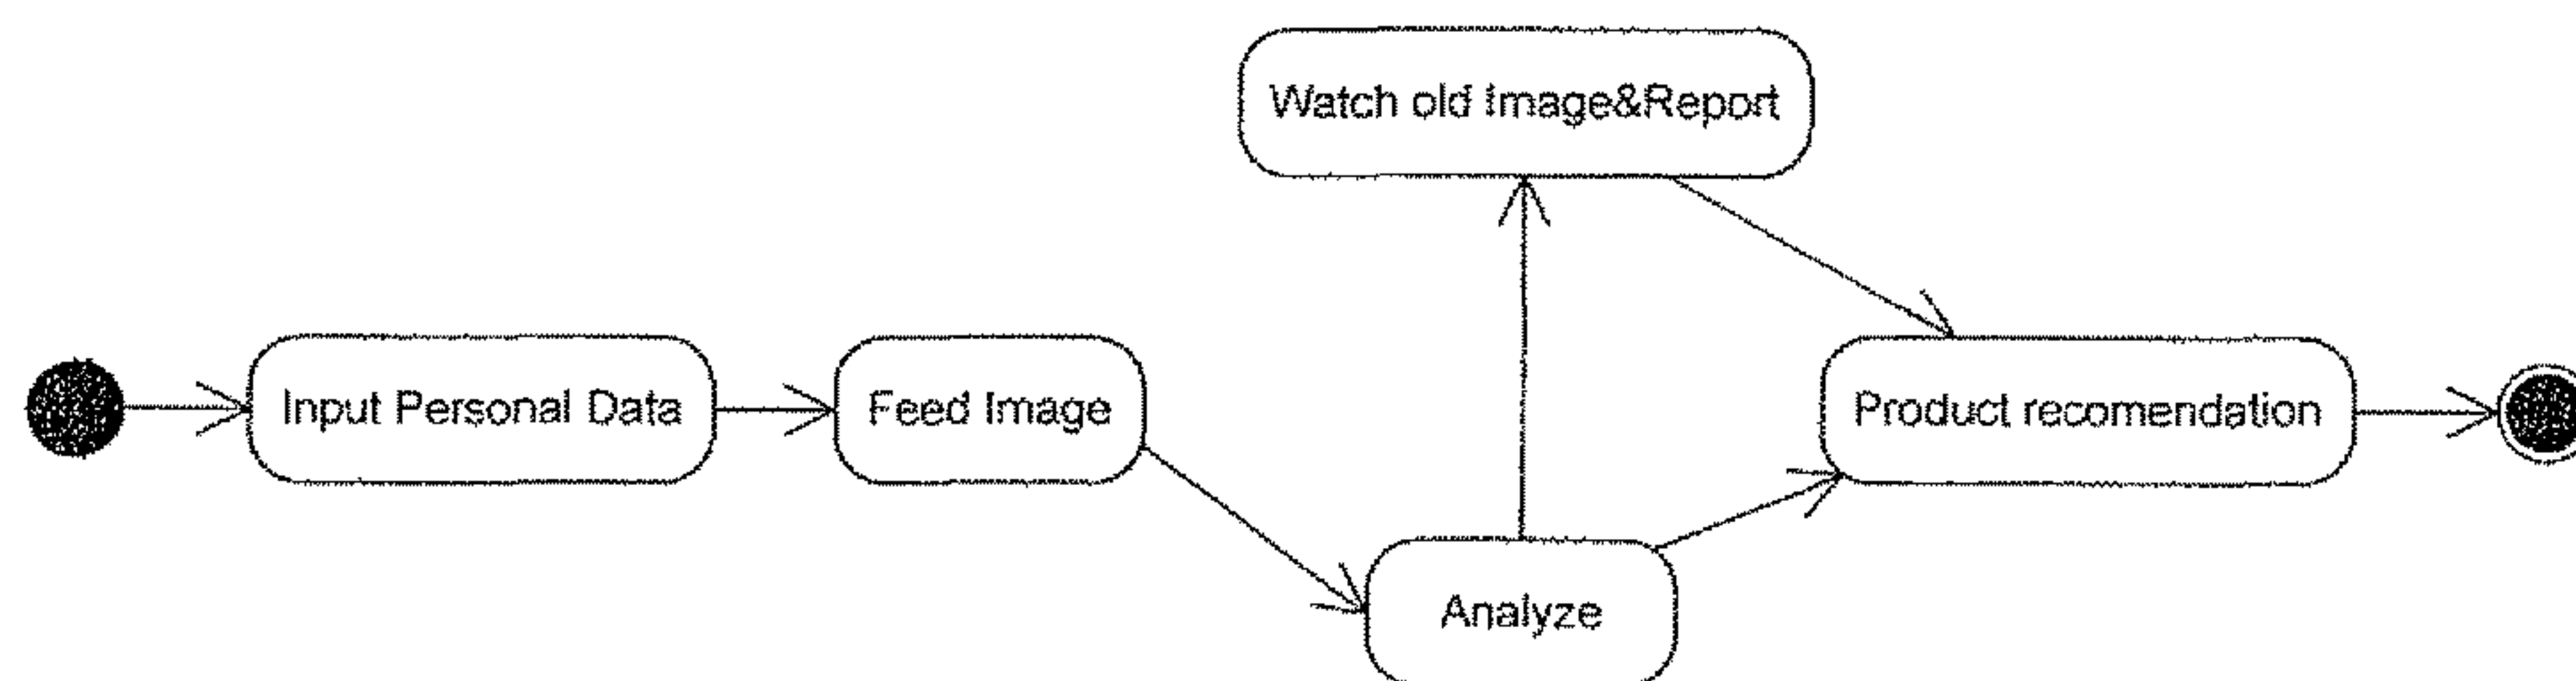 Watch old Image&Report
Input Personal Data
Feed Image
Product recomendation
Analyze